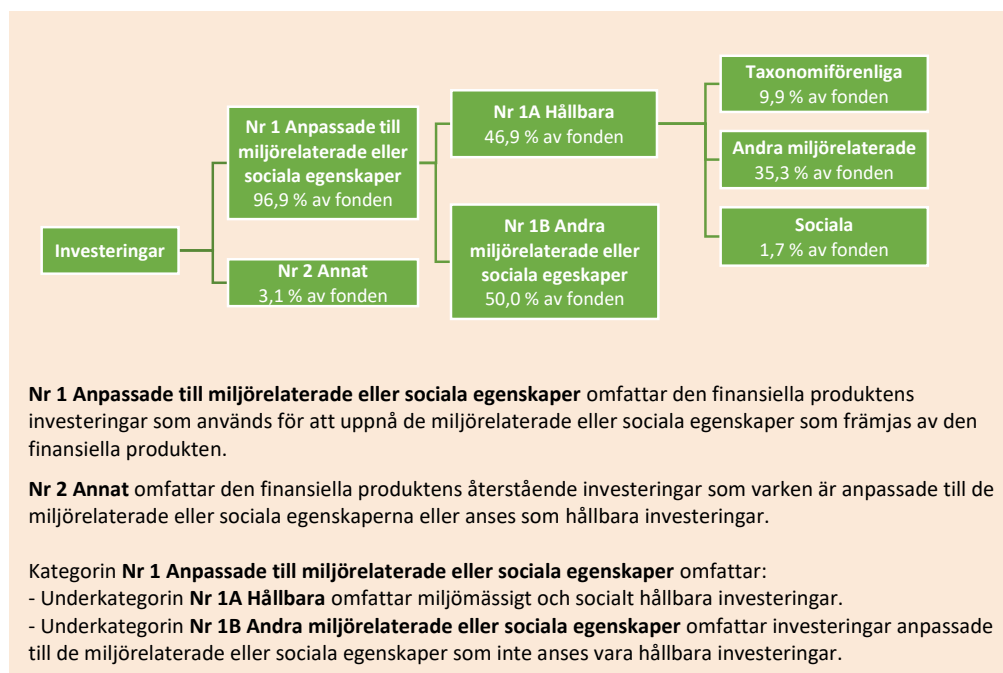 Investeringar
Nr 1 Anpassade till
miljörelaterade eller
sociala egenskaper
96,9 % av fonden
Nr 2 Annat
3,1 % av fonden
Nr 1A Hållbara
46,9 % av fonden
Nr 1B Andra
miljörelaterade eller
sociala egeskaper
50,0 % av fonden
Taxonomiförenliga
9,9 % av fonden
Andra miljörelaterade
35,3 % av fonden
Sociala
1,7 % av fonden
Nr 1 Anpassade till miljörelaterade eller sociala egenskaper omfattar den finansiella produktens
investeringar som används för att uppnå de miljörelaterade eller sociala egenskaper som främjas av den
finansiella produkten.
Nr 2 Annat omfattar den finansiella produktens återstående investeringar som varken är anpassade till de
miljörelaterade eller sociala egenskaperna eller anses som hållbara investeringar.
Kategorin Nr 1 Anpassade till miljörelaterade eller sociala egenskaper omfattar:
- Underkategorin Nr 1A Hållbara omfattar miljömässigt och socialt hållbara investeringar.
- Underkategorin Nr 1B Andra miljörelaterade eller sociala egenskaper omfattar investeringar anpassade
till de miljörelaterade eller sociala egenskaper som inte anses vara hållbara investeringar.